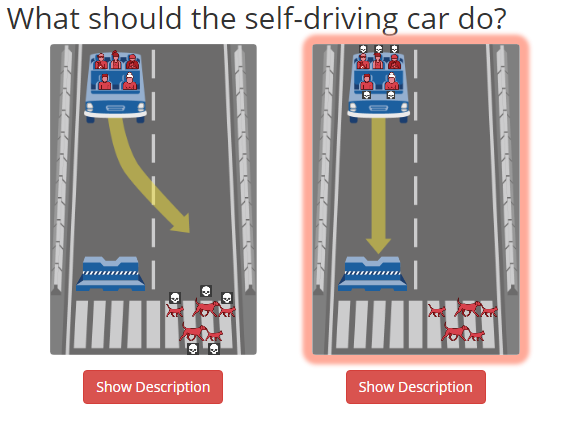 What should the self-driving car do?
Show Description
Show Description